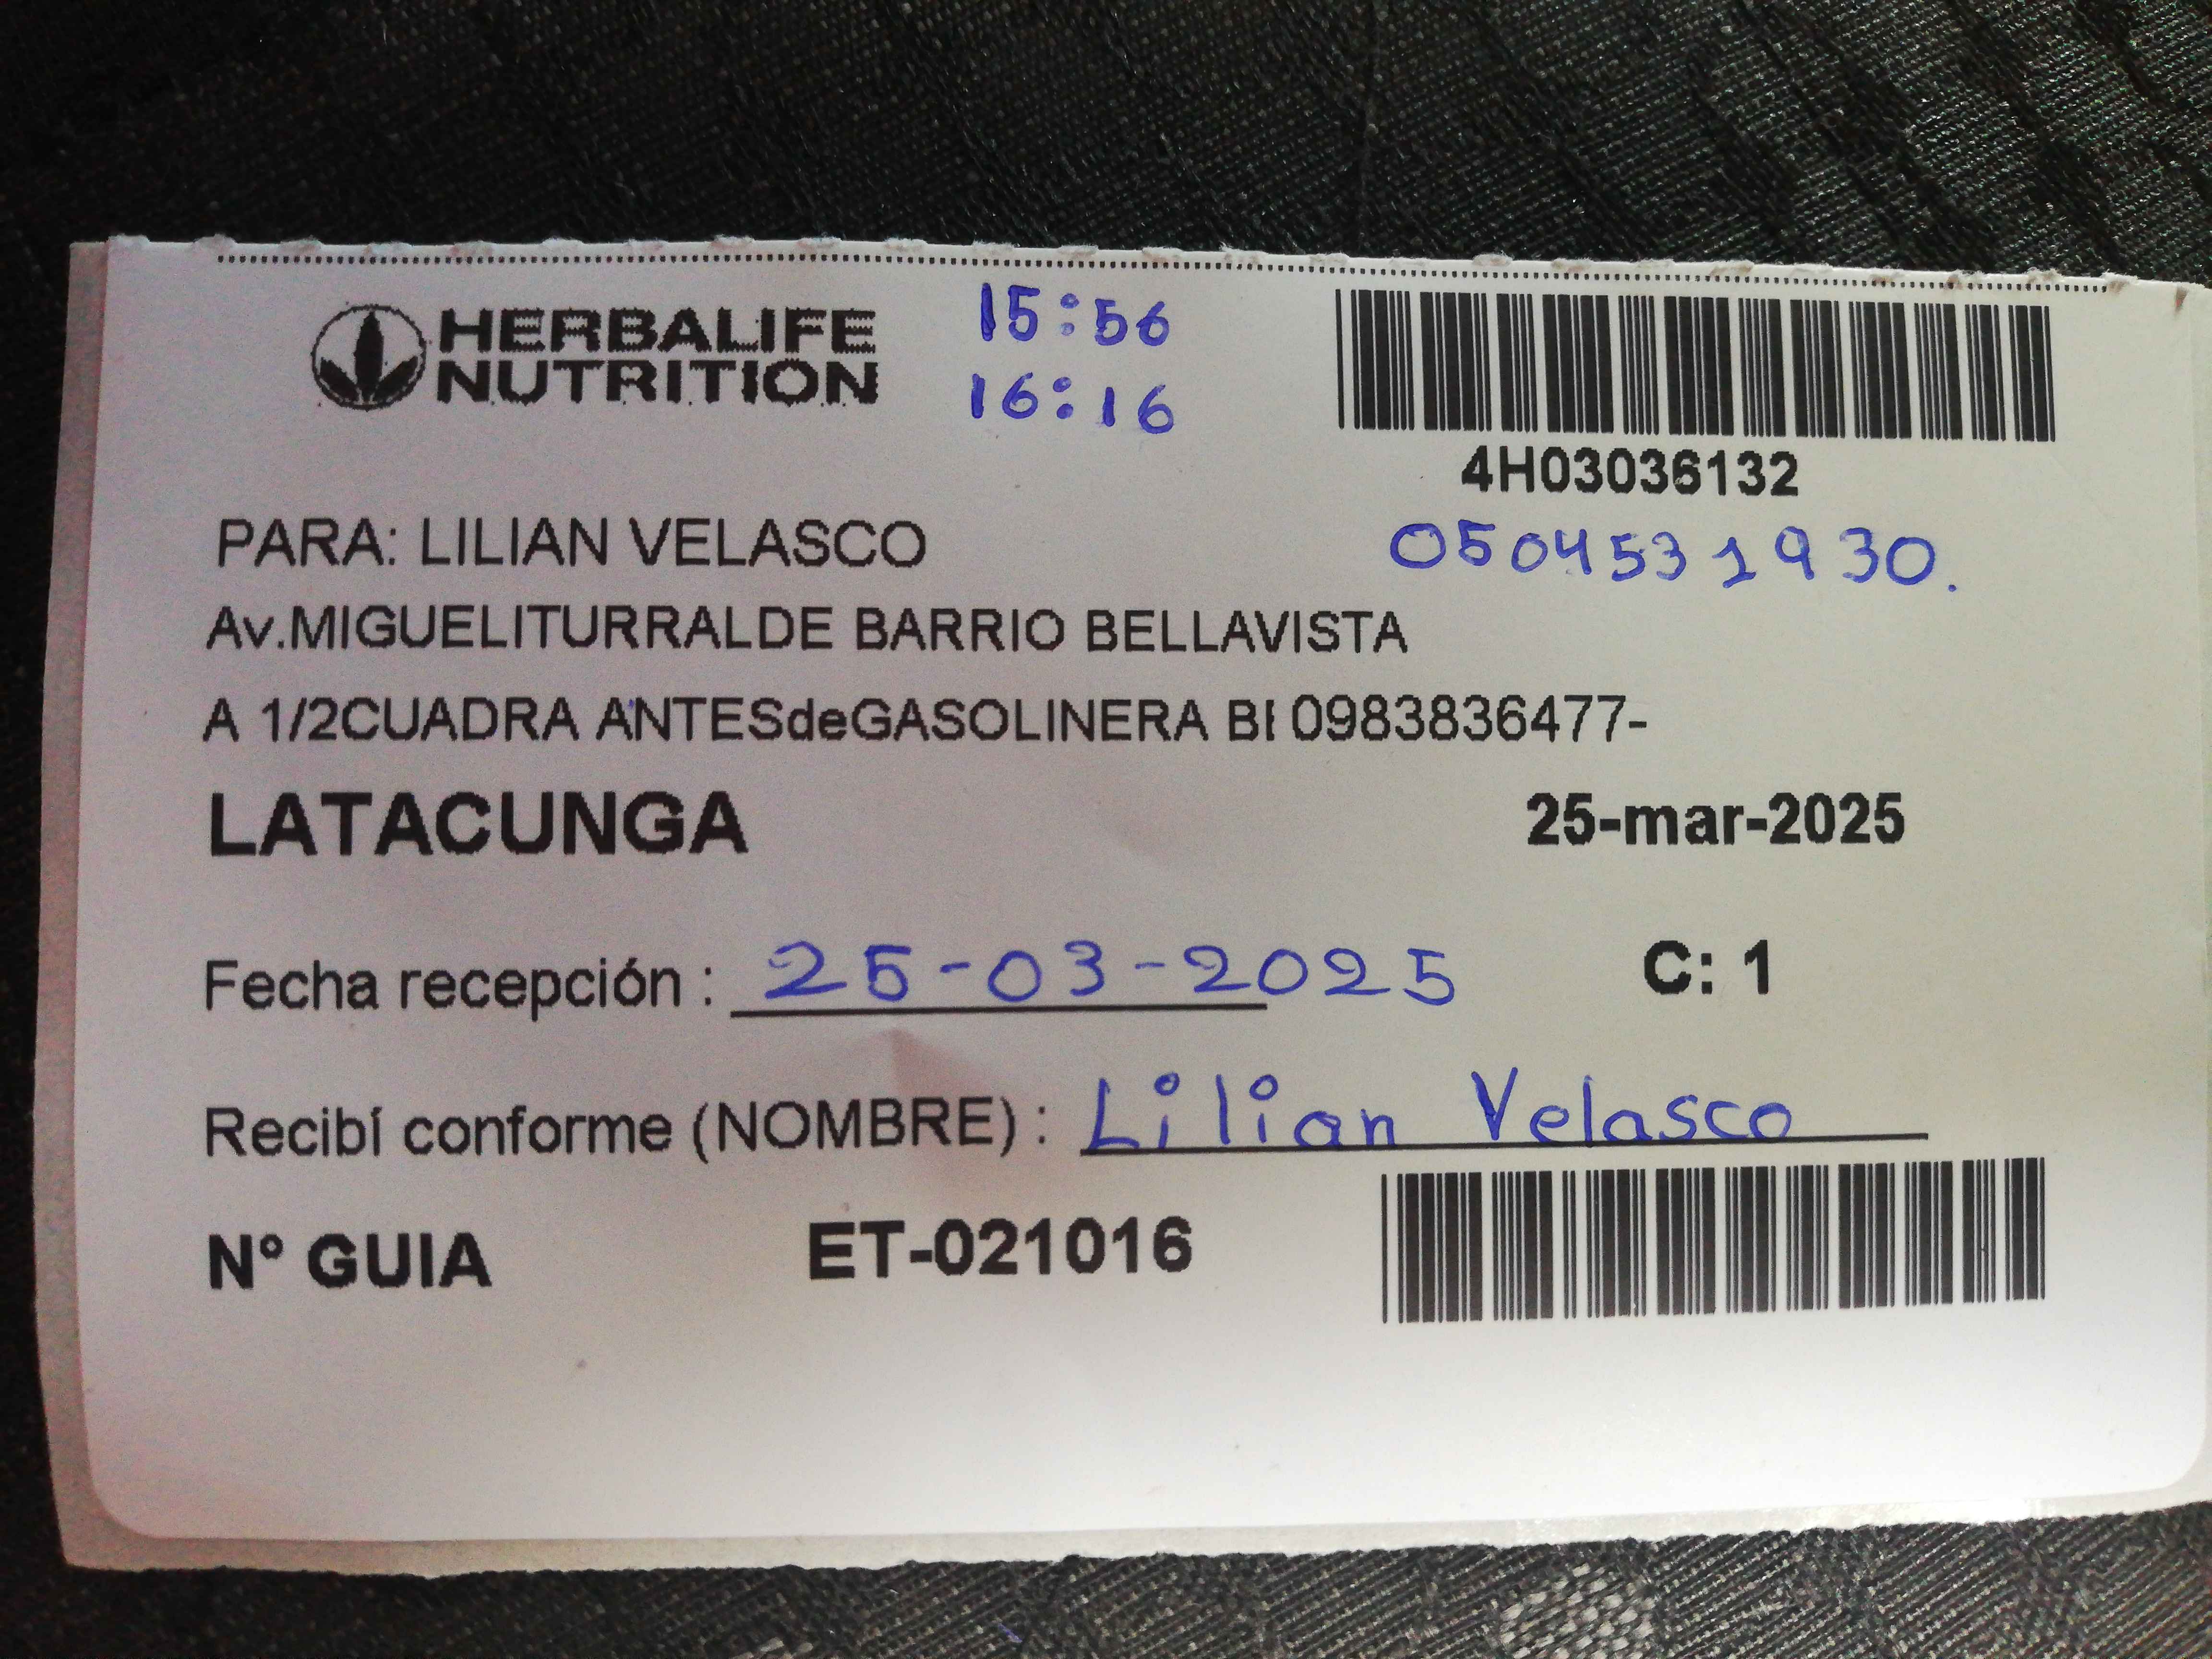 HERBALIFE
NUTRITION
15:56
16:16
4H03036132
PARA: LILIAN VELASCO
0504531930.
Av.MIGUELITURRALDE BARRIO BELLAVISTA
A 1/2CUADRA ANTESdeGASOLINERA BI 0983836477-
LATACUNGA
25-mar-2025
Fecha recepción : 25-03-2025
C: 1
Recibí conforme (NOMBRE) : Lilian Velasco
Nº GUIA ET-021016